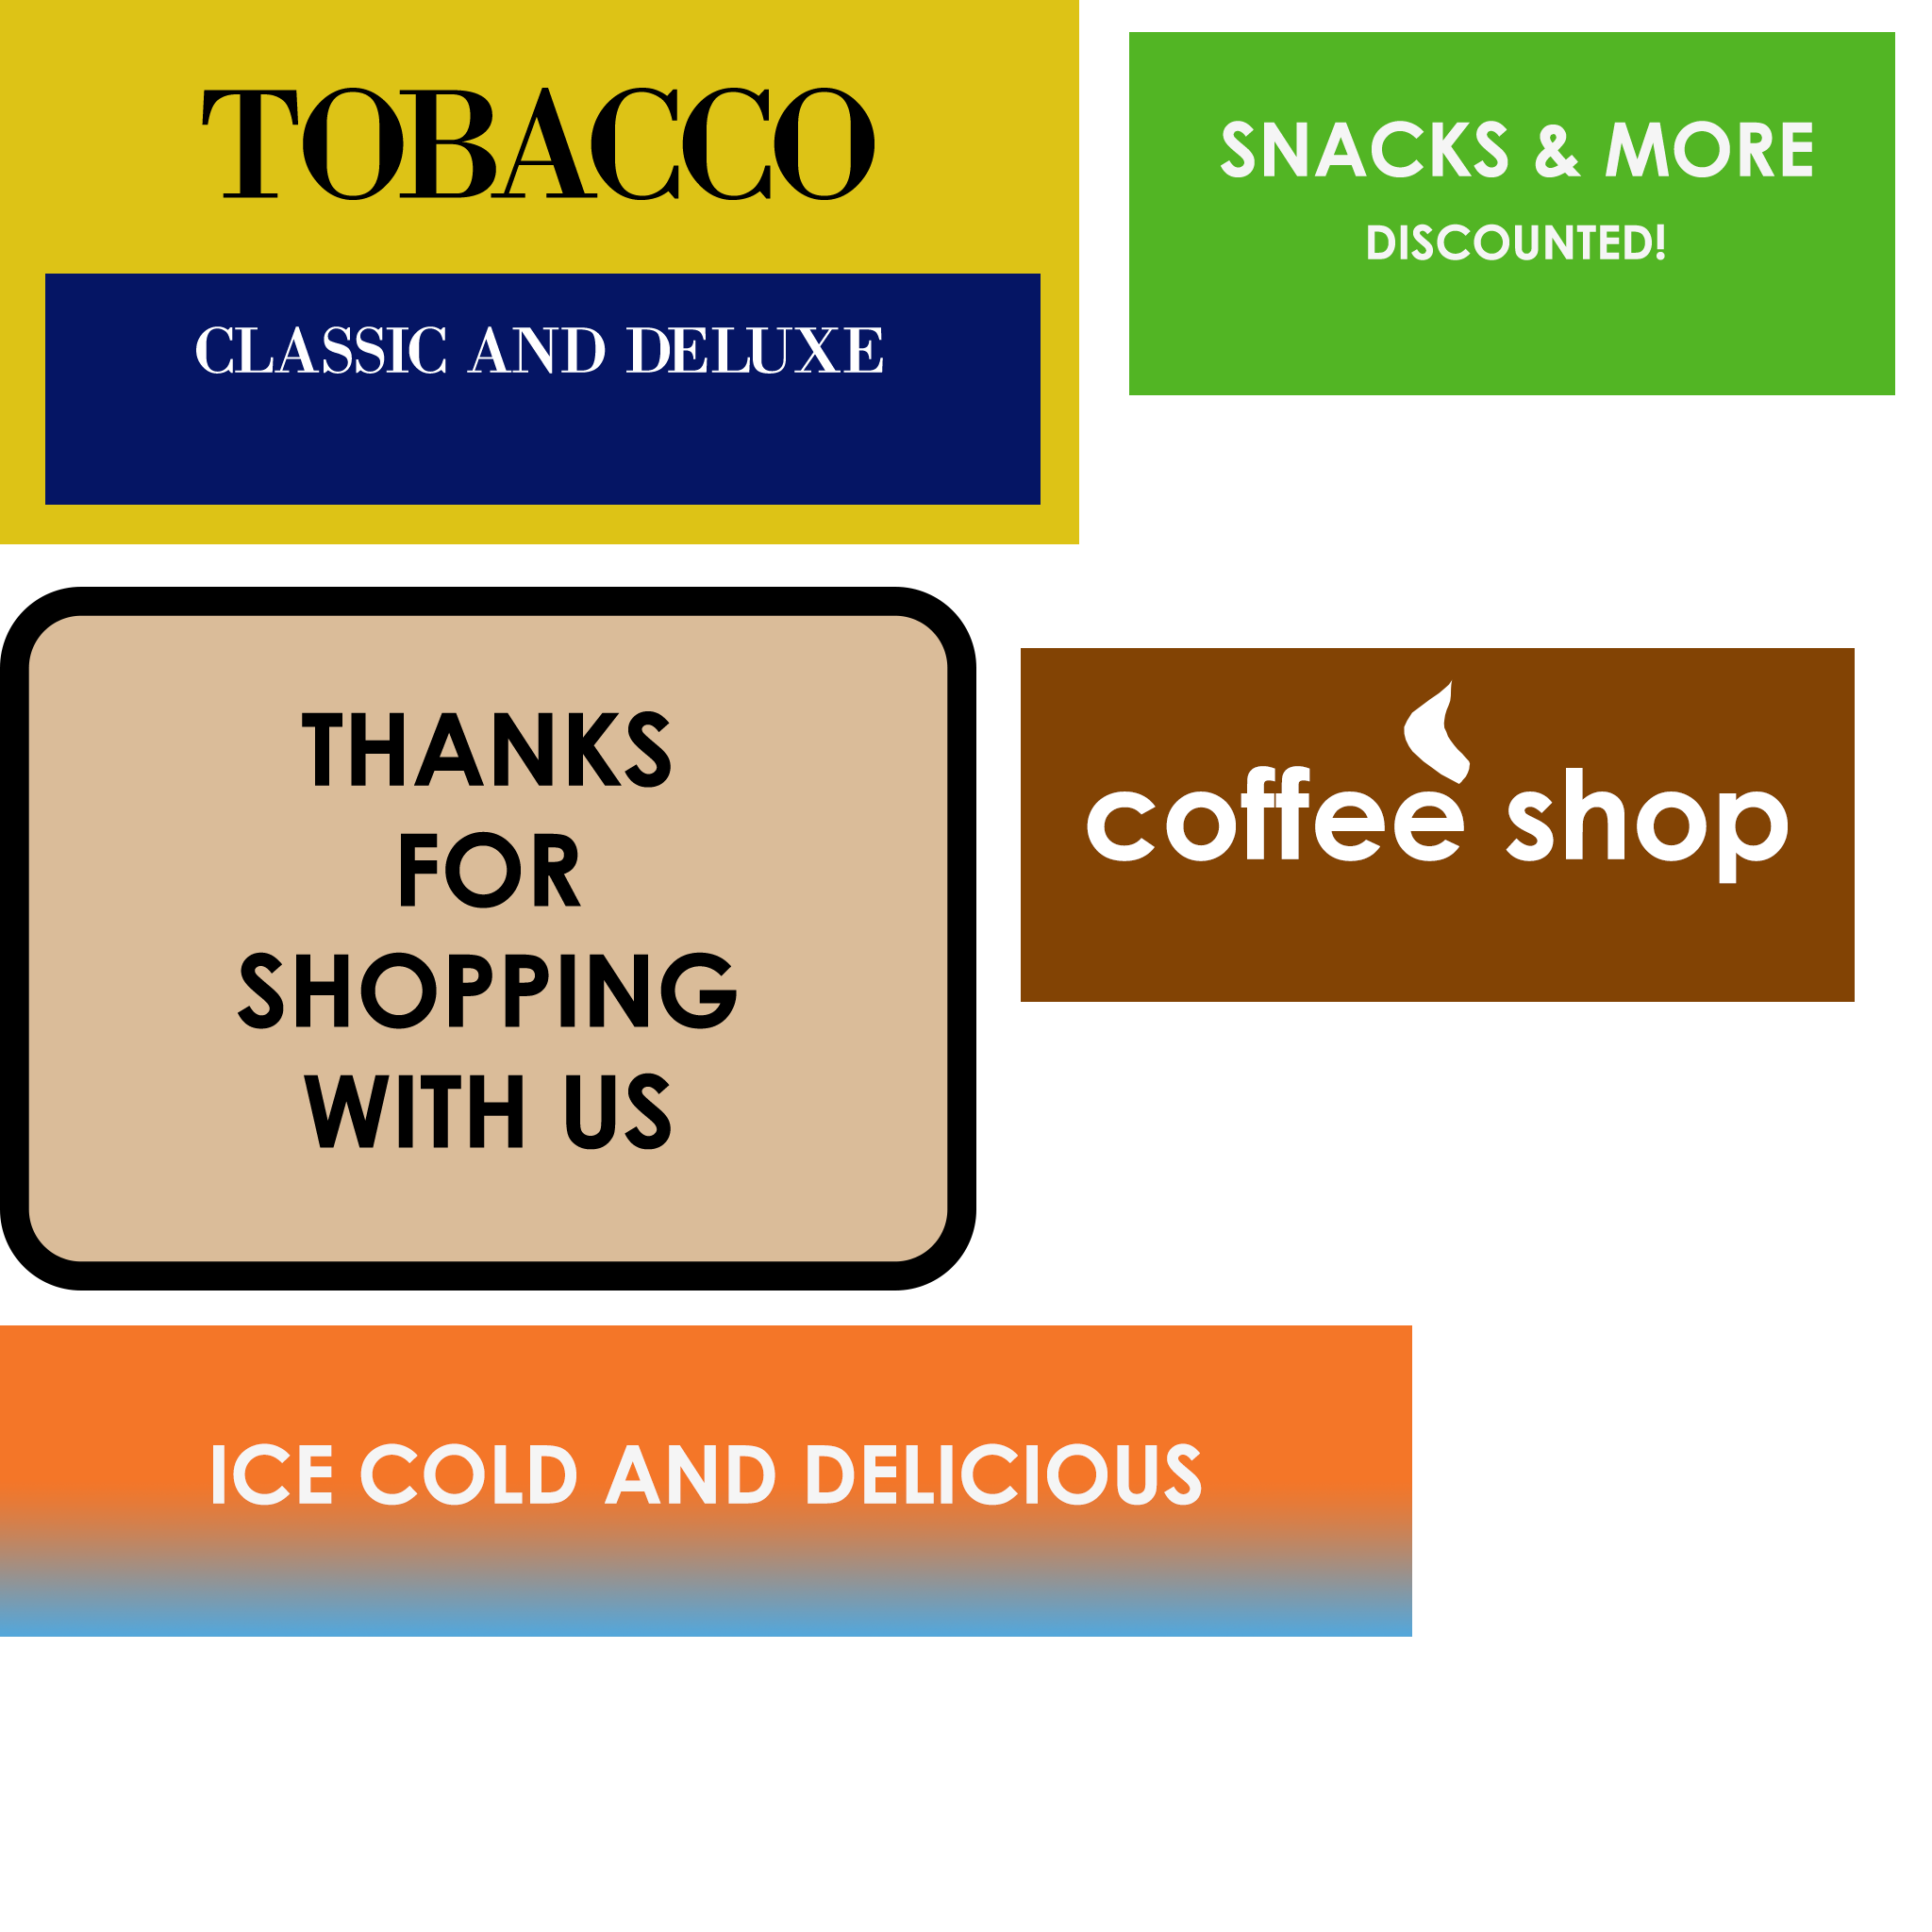 TOBACCO
CLASSIC AND DELUXE
SNACKS & MORE
DISCOUNTED!
THANKS
FOR
SHOPPING
WITH US
coffee shop
ICE COLD AND DELICIOUS